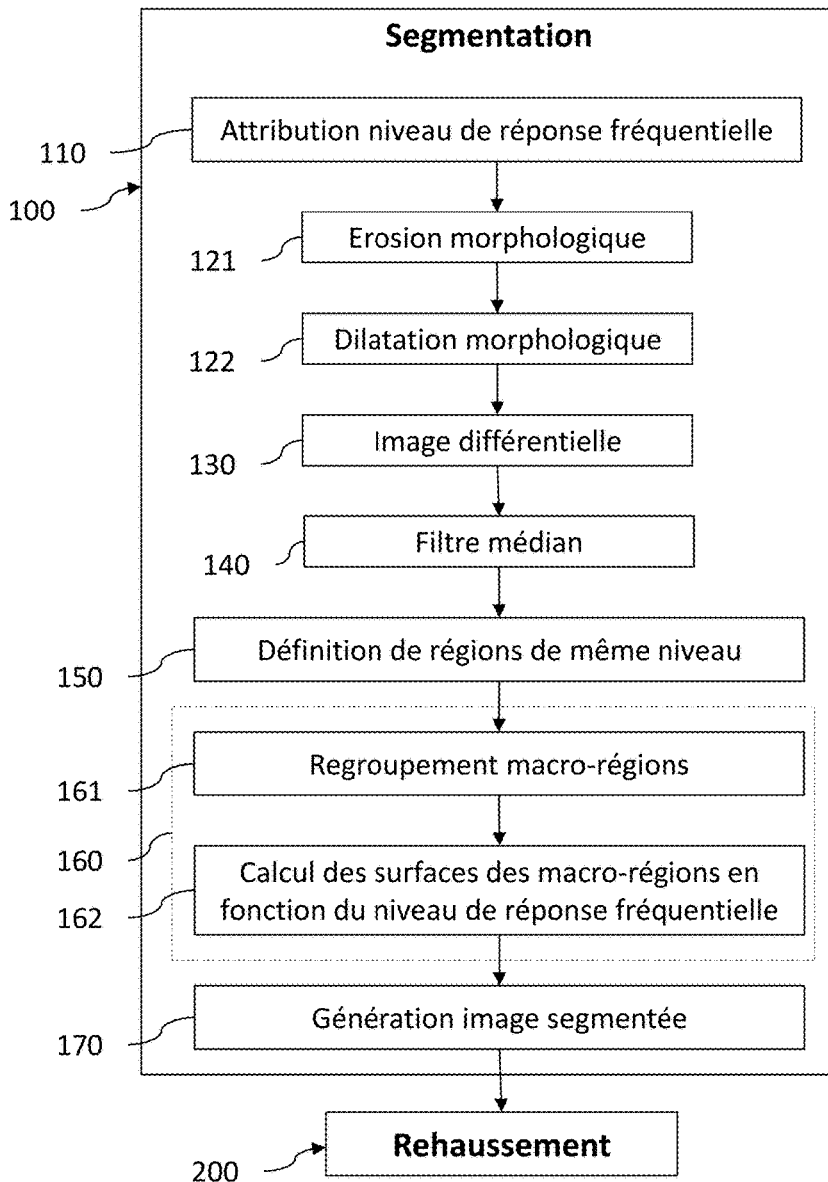 Segmentation
Attribution niveau de réponse fréquentielle
110
100
Erosion morphologique
121
Dilatation morphologique
122
Image différentielle
130
Filtre médian
140
Définition de régions de même niveau
150
Regroupement macro-régions
161
160
Calcul des surfaces des macro-régions en
fonction du niveau de réponse fréquentielle
162
Génération image segmentée
170
Rehaussement
200